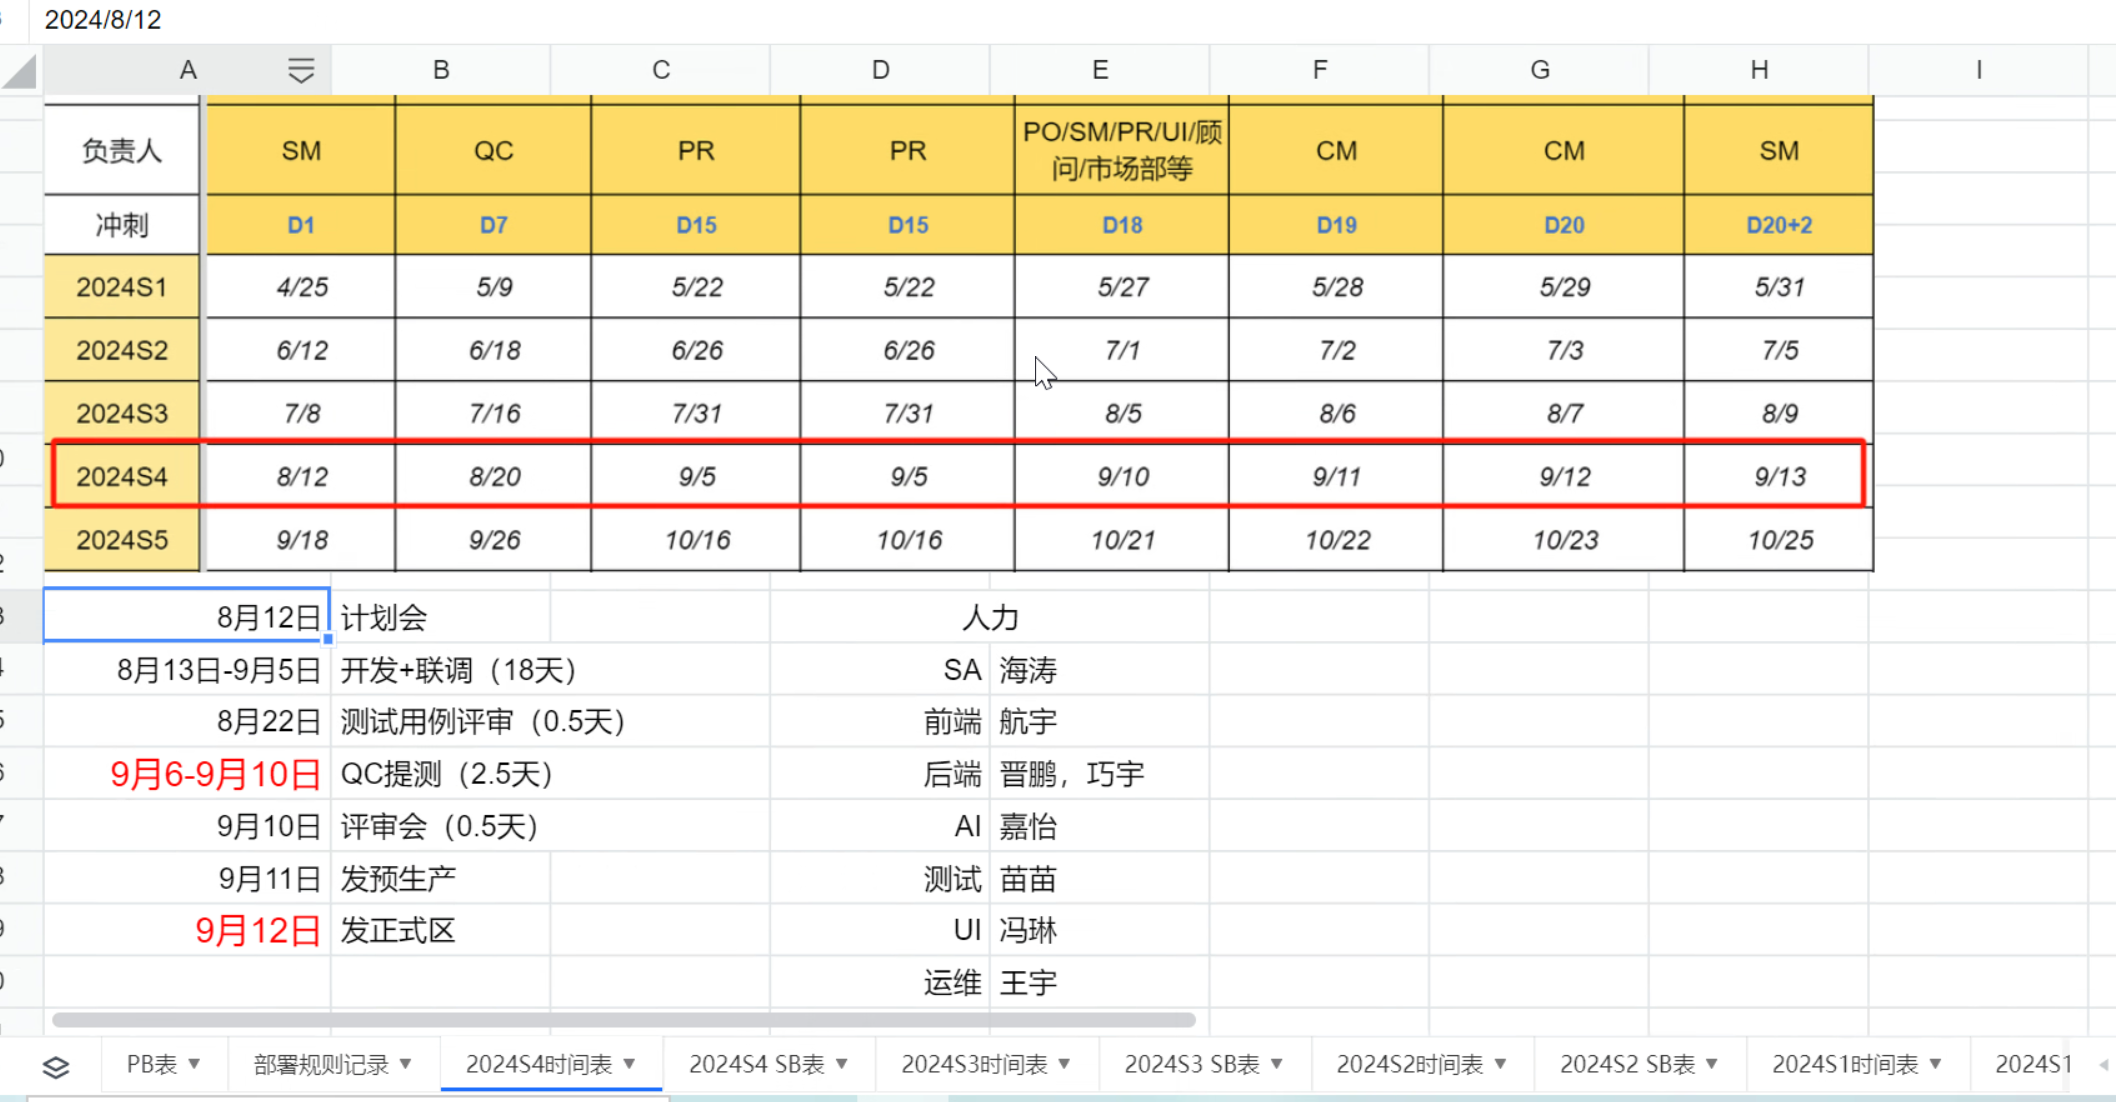 2024/8/12
A B C D E F G H I
负责人 SM QC PR PR PO/SM/PR/UI/顾问/市场部等 CM CM SM
冲刺 D1 D7 D15 D15 D18 D19 D20 D20+2
2024S1 4/25 5/9 5/22 5/22 5/27 5/28 5/29 5/31
2024S2 6/12 6/18 6/26 6/26 7/1 7/2 7/3 7/5
2024S3 7/8 7/16 7/31 7/31 8/5 8/6 8/7 8/9
2024S4 8/12 8/20 9/5 9/5 9/10 9/11 9/12 9/13
2024S5 9/18 9/26 10/16 10/16 10/21 10/22 10/23 10/25
8月12日 计划会 人力
8月13日-9月5日 开发+联调（18天） SA 海涛
8月22日 测试用例评审（0.5天） 前端 航宇
9月6-9月10日 QC提测（2.5天） 后端 晋鹏，巧宇
9月10日 评审会（0.5天） AI 嘉怡
9月11日 发预生产 测试 苗苗
9月12日 发正式区 UI 冯琳
运维 王宇
PB表 部署规则记录 2024S4时间表 2024S4 SB表 2024S3时间表 2024S3 SB表 2024S2时间表 2024S2 SB表 2024S1时间表 2024S1